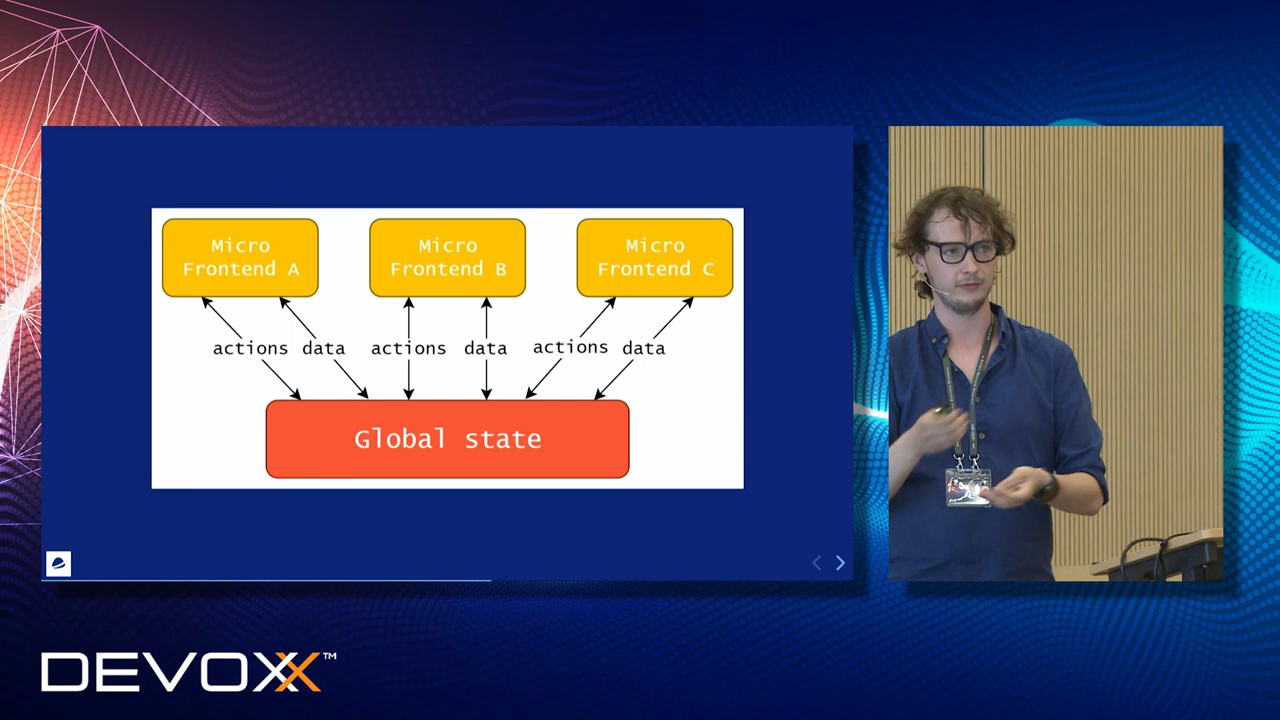 Micro
Frontend A
Micro
Frontend B
Micro
Frontend C
actions data actions data actions data
Global state
DEVOXX™